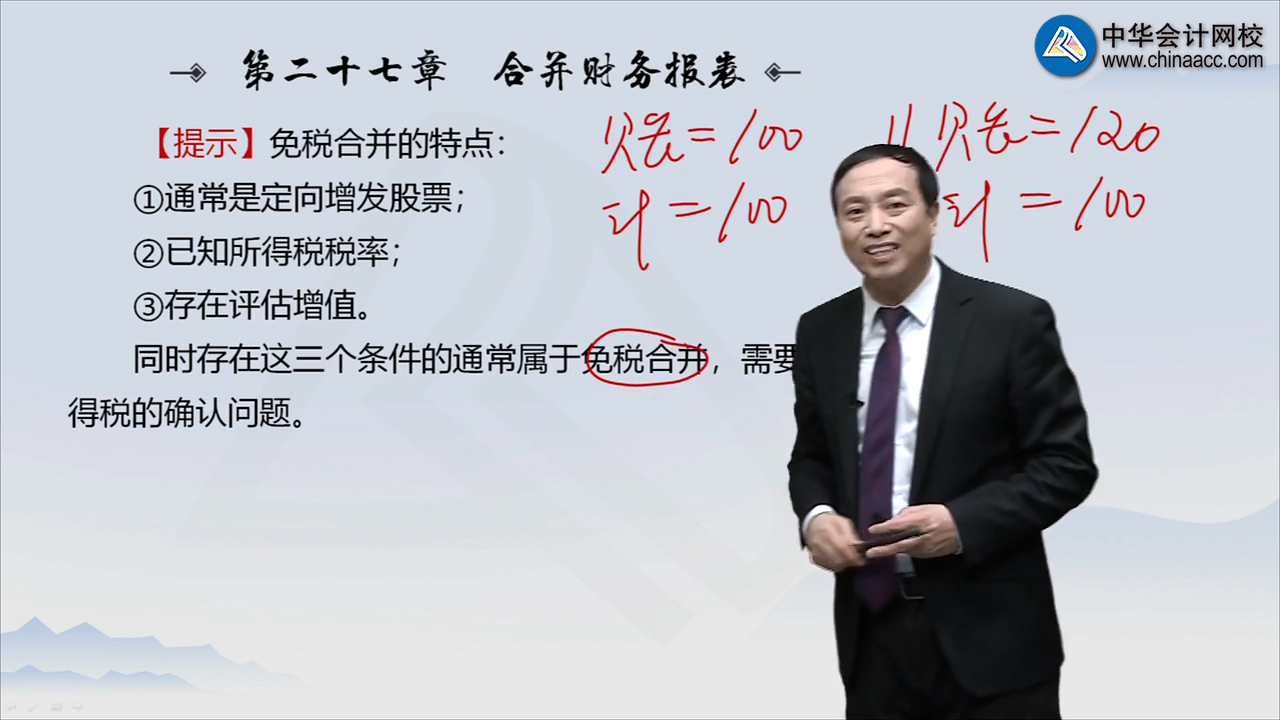 中华会计网校
www.chinaacc.com
第二十七章 合并财务报表
【提示】免税合并的特点：
①通常是定向增发股票；
②已知所得税税率；
③存在评估增值。
同时存在这三个条件的通常属于免税合并，需要
得税的确认问题。
=100
计=100
=120
计=100